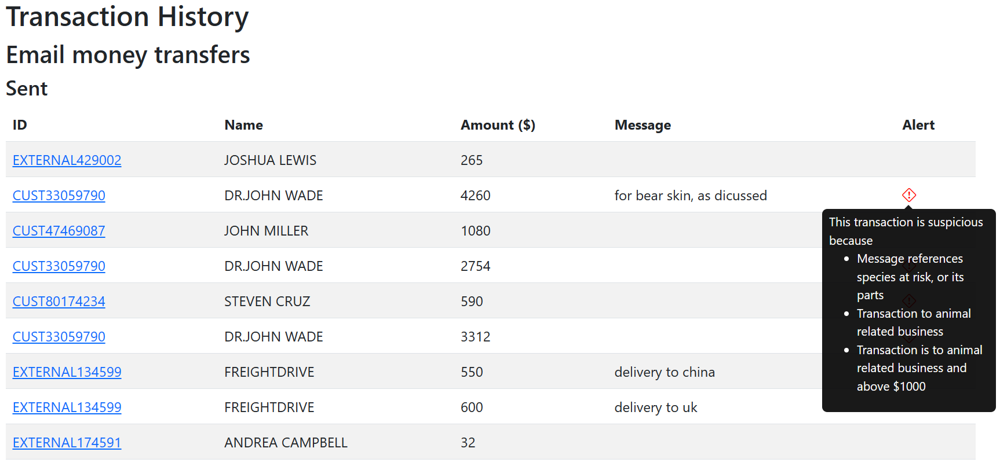 Transaction History
Email money transfers
Sent
ID Name Amount ($) Message Alert
EXTERNAL429002 JOSHUA LEWIS 265
CUST33059790 DR.JOHN WADE 4260 for bear skin, as dicussed
CUST47469087 JOHN MILLER 1080
CUST33059790 DR.JOHN WADE 2754
CUST80174234 STEVEN CRUZ 590
CUST33059790 DR.JOHN WADE 3312
EXTERNAL134599 FREIGHTDRIVE 550 delivery to china
EXTERNAL134599 FREIGHTDRIVE 600 delivery to uk
EXTERNAL174591 ANDREA CAMPBELL 32
This transaction is suspicious
because
• Message references
species at risk, or its
parts
• Transaction to animal
related business
• Transaction is to animal
related business and
above $1000